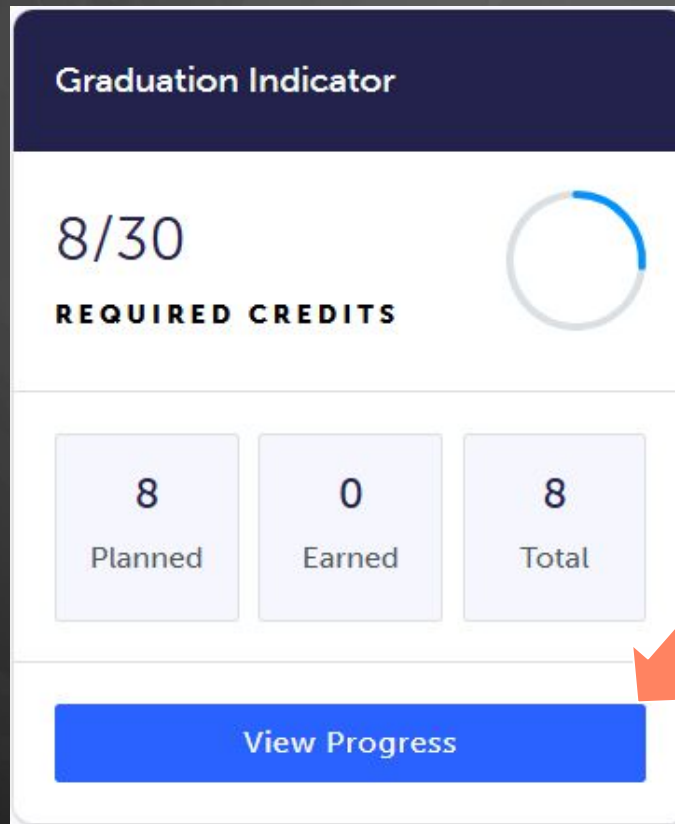 Graduation Indicator
8/30
REQUIRED CREDITS
8 0 8
Planned Earned Total
View Progress